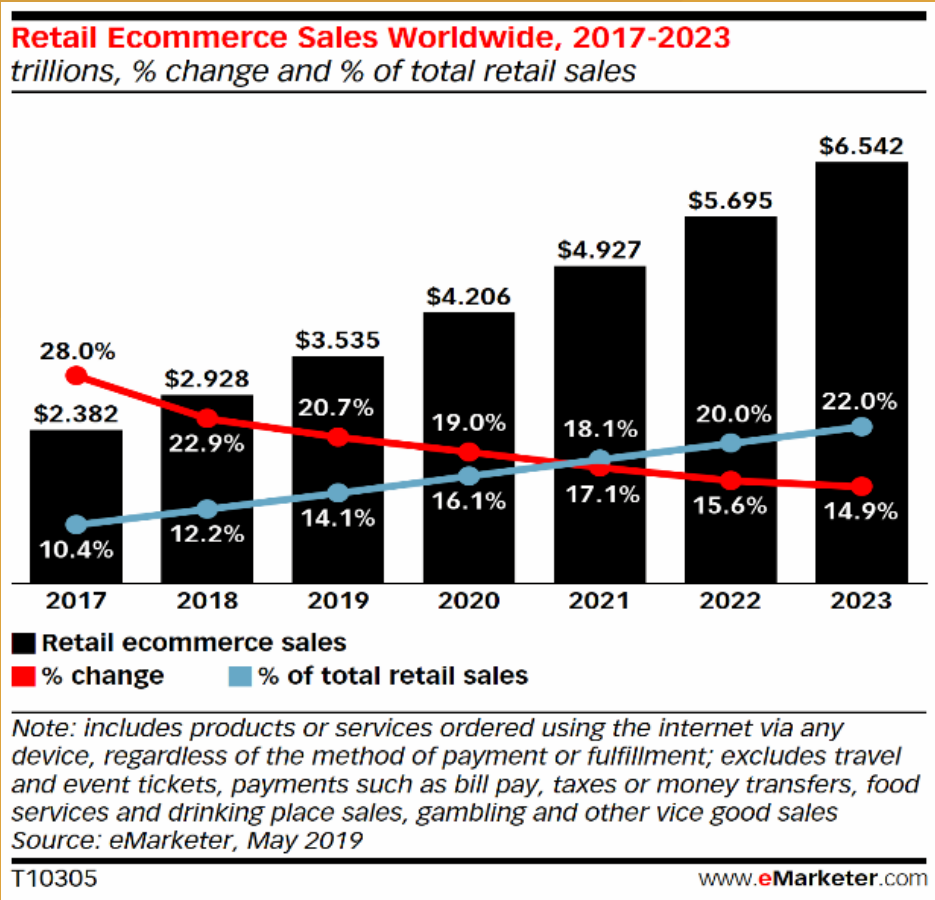 Retail Ecommerce Sales Worldwide, 2017-2023
trillions, % change and % of total retail sales
$6.542
$5.695
$4.927
$4.206
$3.535
28.0%
$2.928
$2.382
20.7%
22.9%
19.0%
18.1%
20.0%
22.0%
10.4%
12.2%
14.1%
16.1%
17.1%
15.6%
14.9%
2017 2018 2019 2020 2021 2022 2023
Retail ecommerce sales
% change % of total retail sales
Note: includes products or services ordered using the internet via any
device, regardless of the method of payment or fulfillment; excludes travel
and event tickets, payments such as bill pay, taxes or money transfers, food
services and drinking place sales, gambling and other vice good sales
Source: eMarketer, May 2019
T10305 www.eMarketer.com